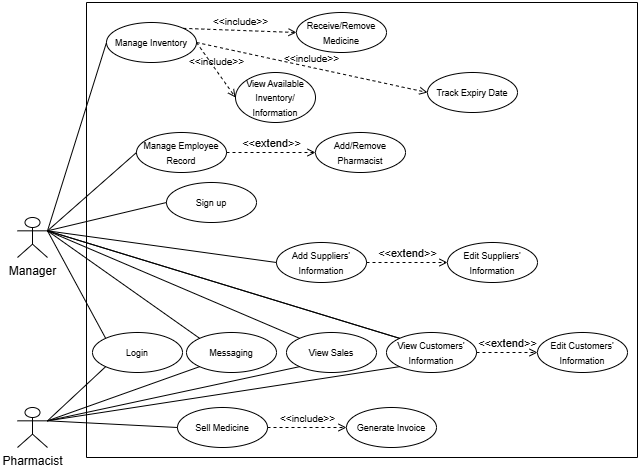 <<include>>
Receive/Remove
Medicine
Manage Inventory
<<include>>
<<include>>
View Available
Inventory/
Information
Track Expiry Date
Manage Employee
Record
<<extend>>
Add/Remove
Pharmacist
Sign up
Manager
Add Suppliers'
Information
<<extend>>
Edit Suppliers'
Information
Login
Messaging
View Sales
View Customers'
Information
<<extend>>
Edit Customers'
Information
Pharmacist
Sell Medicine
<<include>>
Generate Invoice